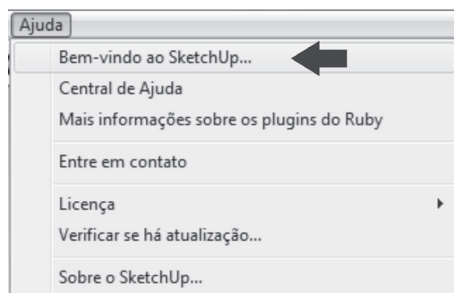 Ajuda
Bem-vindo ao SketchUp...
Central de Ajuda
Mais informações sobre os plugins do Ruby
Entre em contato
Licença
Verificar se há atualização...
Sobre o SketchUp...